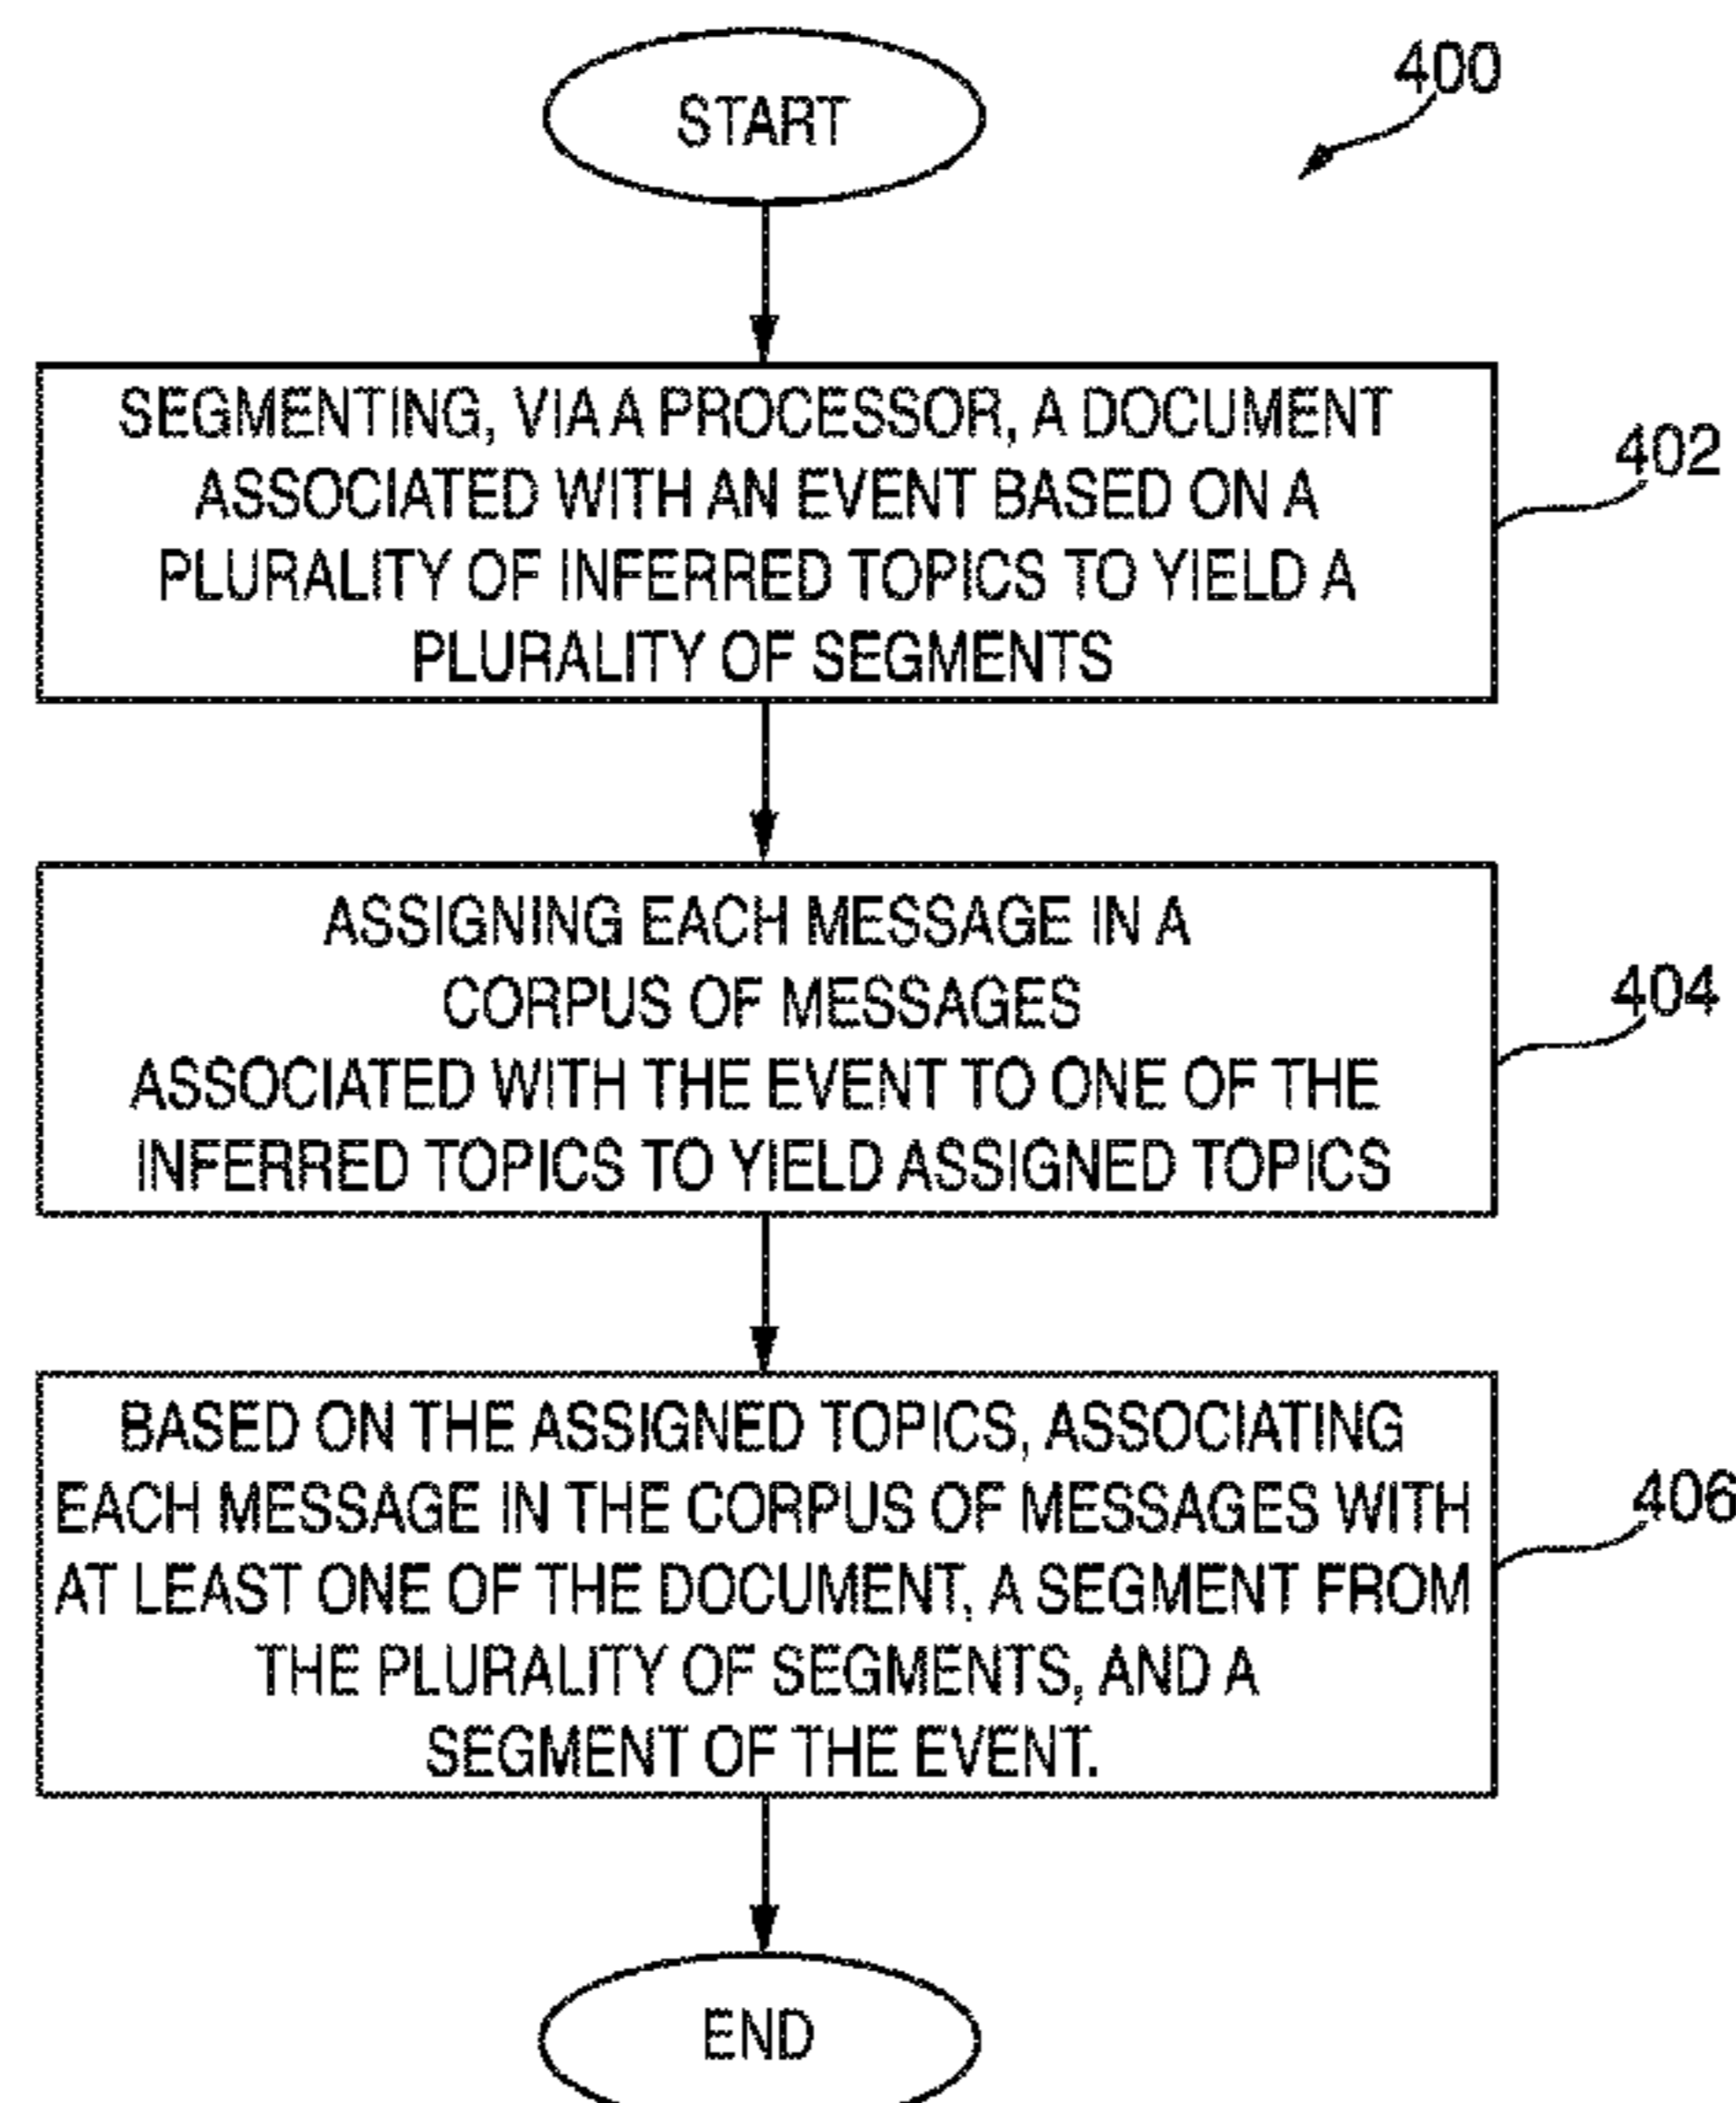 400
START
SEGMENTING, VIA A PROCESSOR, A DOCUMENT
ASSOCIATED WITH AN EVENT BASED ON A
PLURALITY OF INFERRED TOPICS TO YIELD A
PLURALITY OF SEGMENTS
402
ASSIGNING EACH MESSAGE IN A
CORPUS OF MESSAGES
ASSOCIATED WITH THE EVENT TO ONE OF THE
INFERRED TOPICS TO YIELD ASSIGNED TOPICS
404
BASED ON THE ASSIGNED TOPICS, ASSOCIATING
EACH MESSAGE IN THE CORPUS OF MESSAGES WITH
AT LEAST ONE OF THE DOCUMENT, A SEGMENT FROM
THE PLURALITY OF SEGMENTS, AND A
SEGMENT OF THE EVENT.
406
END